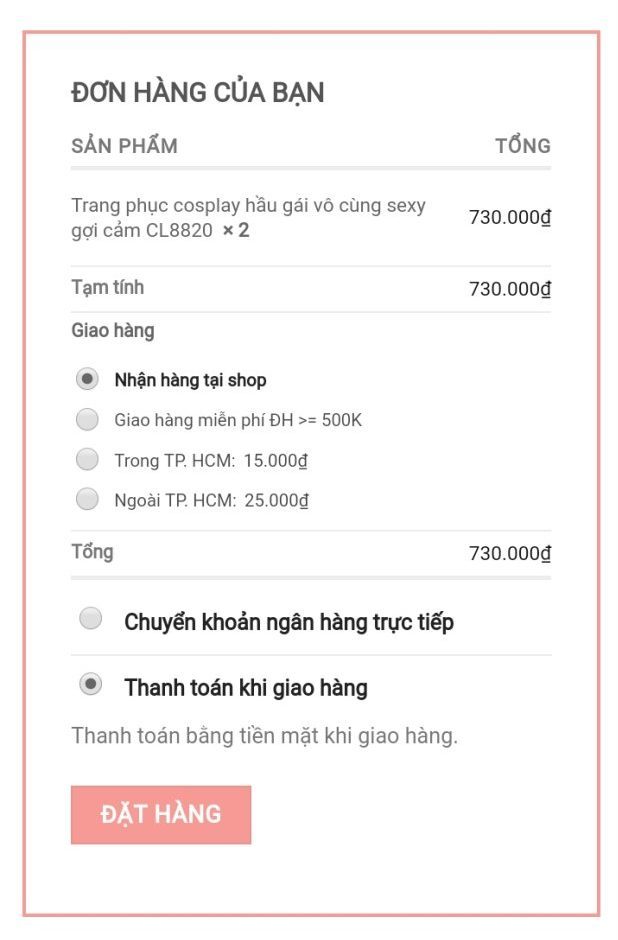 ĐƠN HÀNG CỦA BẠN
SẢN PHẨM TỔNG
Trang phục cosplay hầu gái vô cùng sexy
gợi cảm CL8820 × 2 730.000₫
Tạm tính 730.000₫
Giao hàng
Nhận hàng tại shop
Giao hàng miễn phí ĐH >= 500K
Trong TP. HCM: 15.000₫
Ngoài TP. HCM: 25.000₫
Tổng 730.000₫
Chuyển khoản ngân hàng trực tiếp
Thanh toán khi giao hàng
Thanh toán bằng tiền mặt khi giao hàng.
ĐẶT HÀNG